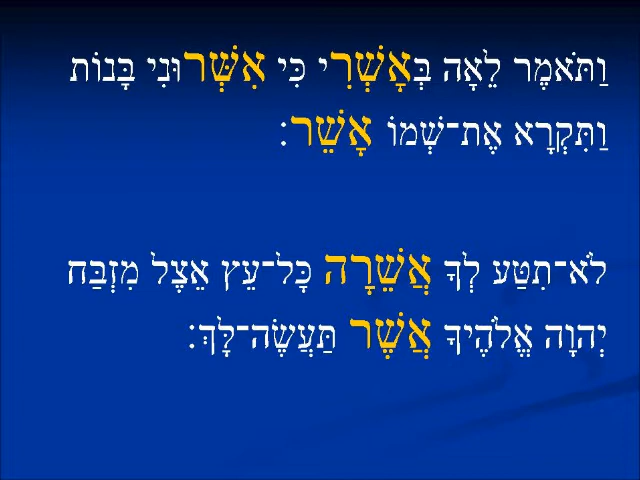 וַתֹּאמֶר לֵאָה בְּאָשְׁרִי כִּי אִשְּׁרוּנִי בָּנוֹת
וַתִּקְרָא אֶת־שְׁמוֹ אָשֵׁר׃
לֹא־תִטַּע לְךָ אֲשֵׁרָה כָּל־עֵץ אֵצֶל מִזְבַּח
יְהוָה אֱלֹהֶיךָ אֲשֶׁר תַּעֲשֶׂה־לָּךְ׃